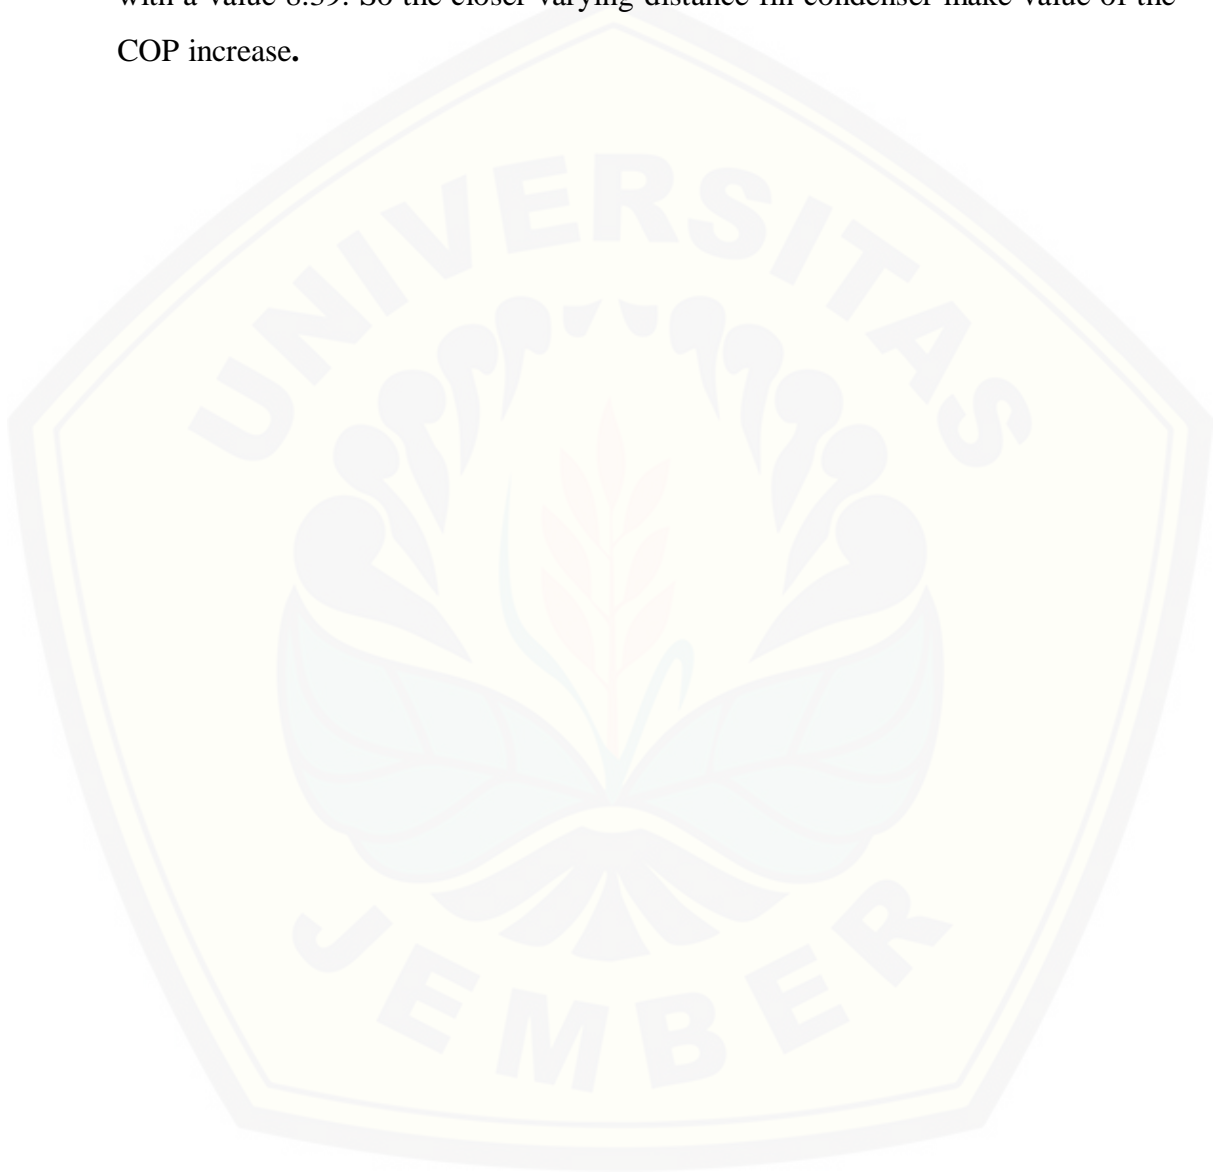 with a value 8.39. So the closer varying distance fin condenser make value of the
COP increase.
UNIVERSITAS
JEMBER